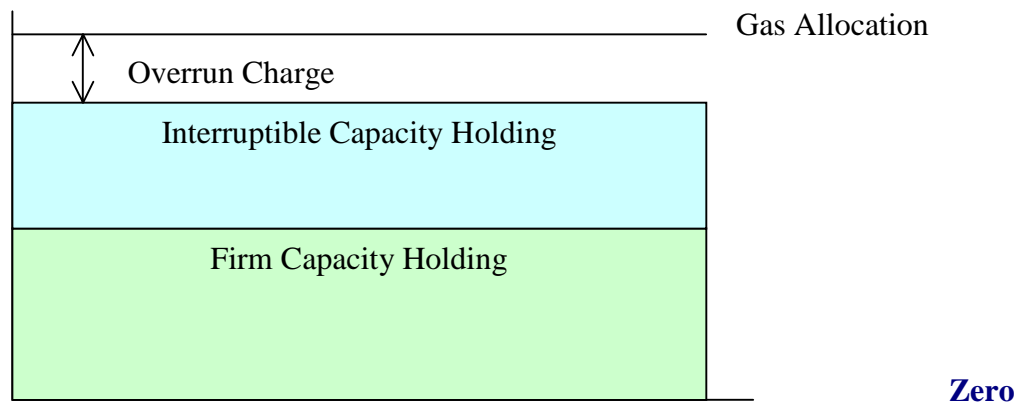 Gas Allocation
Overrun Charge
Interruptible Capacity Holding
Firm Capacity Holding
Zero